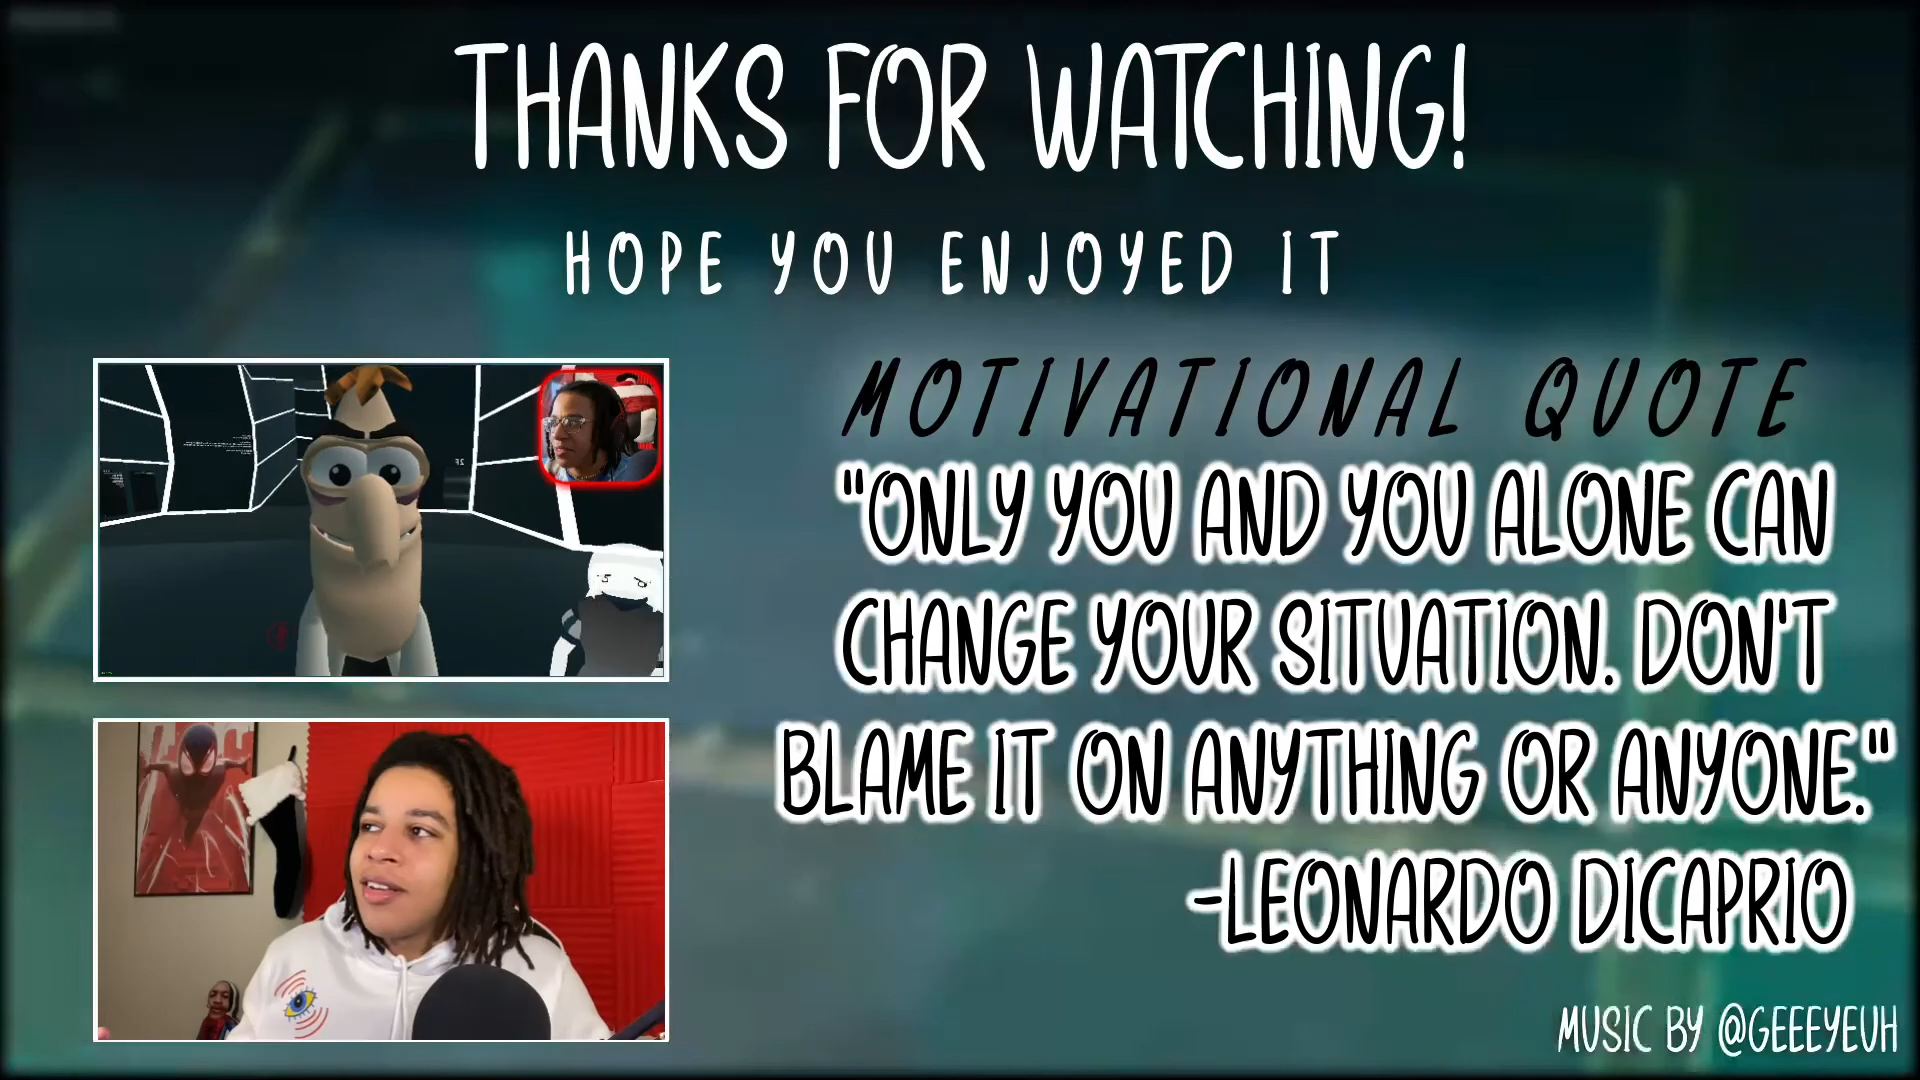 THANKS FOR WATCHING!
HOPE YOU ENJOYED IT
MOTIVATIONAL QUOTE
"ONLY YOU AND YOU ALONE CAN
CHANGE YOUR SITUATION. DON'T
BLAME IT ON ANYTHING OR ANYONE."
-LEONARDO DICAPRIO
MUSIC BY @GEEEYEUH